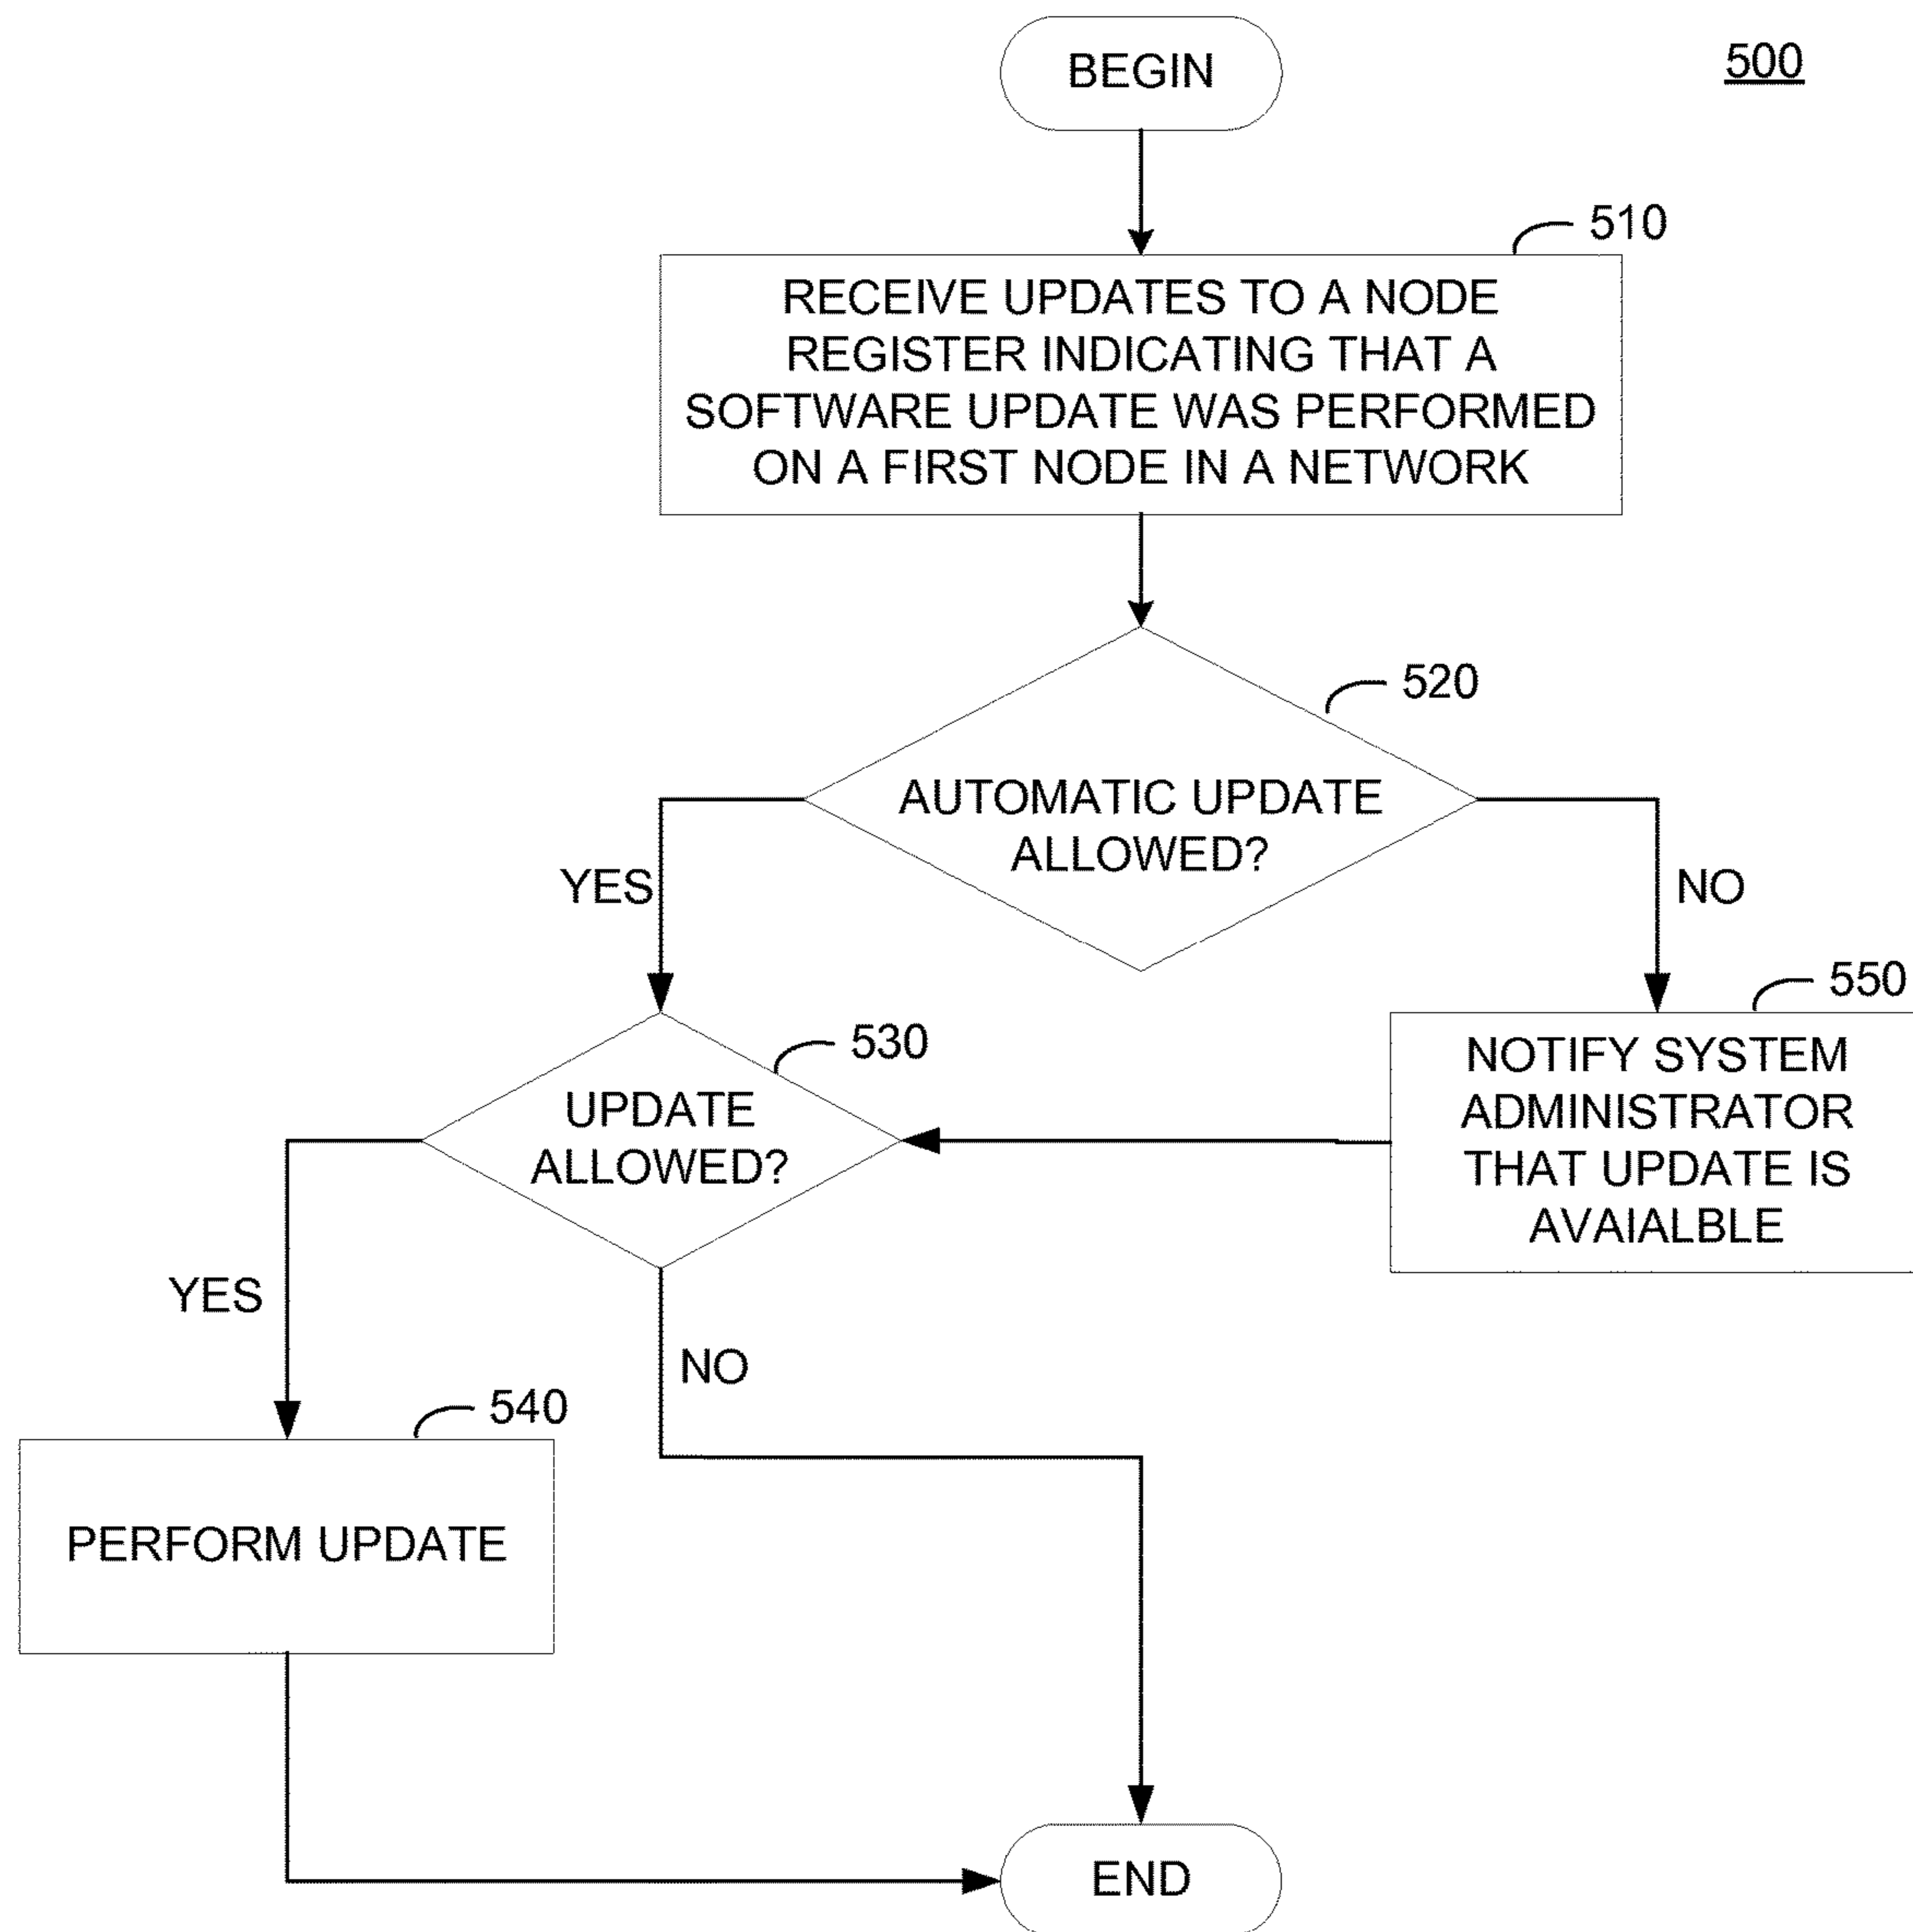 BEGIN
500
510
RECEIVE UPDATES TO A NODE
REGISTER INDICATING THAT A
SOFTWARE UPDATE WAS PERFORMED
ON A FIRST NODE IN A NETWORK
520
AUTOMATIC UPDATE
ALLOWED?
YES
NO
530
UPDATE
ALLOWED?
550
NOTIFY SYSTEM
ADMINISTRATOR
THAT UPDATE IS
AVAIALBLE
YES
NO
540
PERFORM UPDATE
END